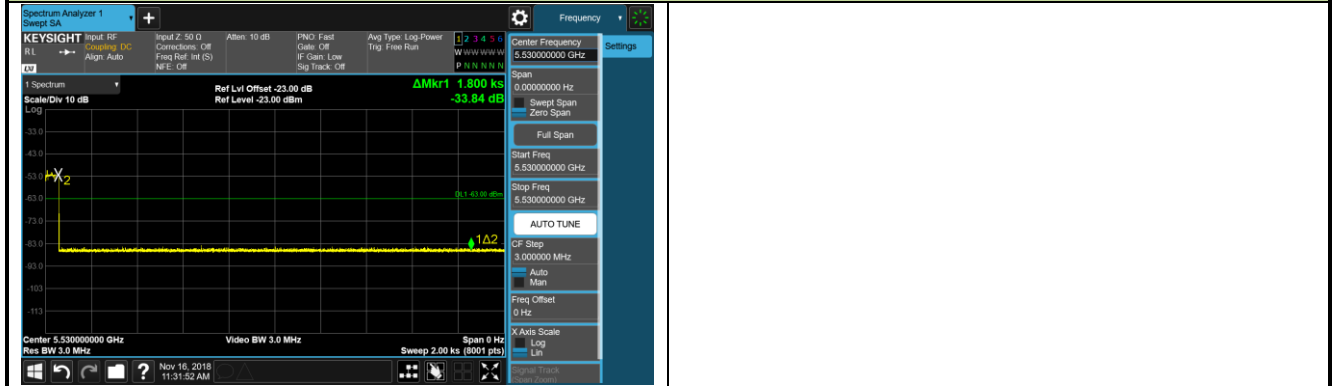 Spectrum Analyzer 1
Swept SA
+
Frequency
KEYSIGHT
RL
LXI
Input: RF
Coupling: DC
Align: Auto
Input Z: 50 Ω
Corrections: Off
Freq Ref: Int (S)
NFE: Off
Atten: 10 dB
PNO: Fast
Gate: Off
IF Gain: Low
Sig Track: Off
Avg Type: Log-Power
Trig: Free Run
1 2 3 4 5 6
W W W W W W
P N N N N N
Center Frequency
5.530000000 GHz
Settings
1 Spectrum
Scale/Div 10 dB
Log
Ref Lvl Offset -23.00 dB
Ref Level -23.00 dBm
ΔMkr1 1.800 ks
-33.84 dB
Span
0.00000000 Hz
Swept Span
Zero Span
Full Span
-33.0
-43.0
-53.0
-63.0
-73.0
-83.0
-93.0
-103
-113
X2
DL1 -63.00 dBm
1Δ2
Start Freq
5.530000000 GHz
Stop Freq
5.530000000 GHz
AUTO TUNE
CF Step
3.000000 MHz
Auto
Man
Freq Offset
0 Hz
X Axis Scale
Log
Lin
Signal Track
(Span Zoom)
Center 5.530000000 GHz
Res BW 3.0 MHz
Video BW 3.0 MHz
Span 0 Hz
Sweep 2.00 ks (8001 pts)
?
Nov 16, 2018
11:31:52 AM